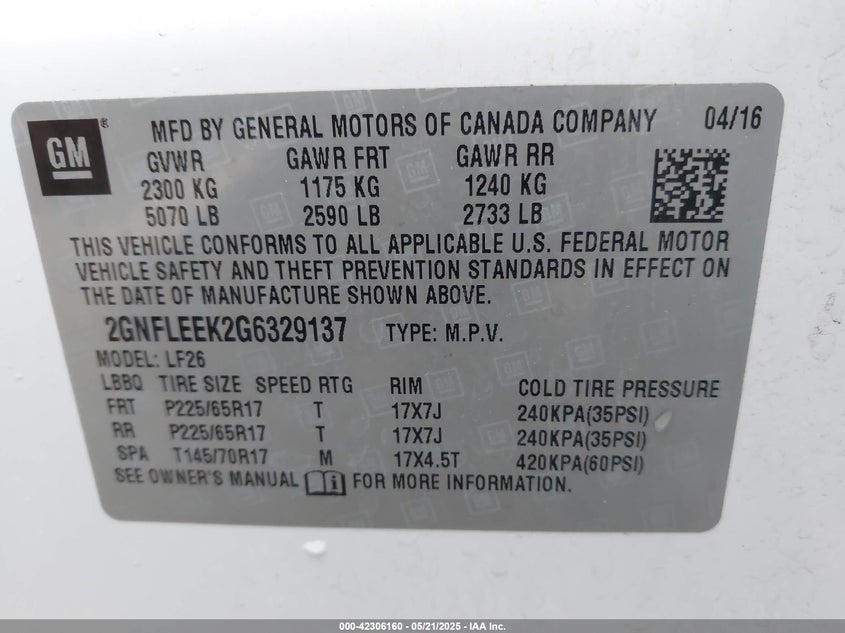 GM ® MFD BY GENERAL MOTORS OF CANADA COMPANY 04/16
GVWR GAWR FRT GAWR RR
2300 KG 1175 KG 1240 KG
5070 LB 2590 LB 2733 LB
THIS VEHICLE CONFORMS TO ALL APPLICABLE U.S. FEDERAL MOTOR
VEHICLE SAFETY AND THEFT PREVENTION STANDARDS IN EFFECT ON
THE DATE OF MANUFACTURE SHOWN ABOVE.
2GNFLEEK2G6329137 TYPE: M.P.V.
MODEL: LF26
LBBQ TIRE SIZE SPEED RTG RIM COLD TIRE PRESSURE
FRT P225/65R17 T 17X7J 240KPA(35PSI)
RR P225/65R17 T 17X7J 240KPA(35PSI)
SPA T145/70R17 M 17X4.5T 420KPA(60PSI)
SEE OWNER'S MANUAL FOR MORE INFORMATION.
000-42306160 - 05/21/2025 - IAA Inc.